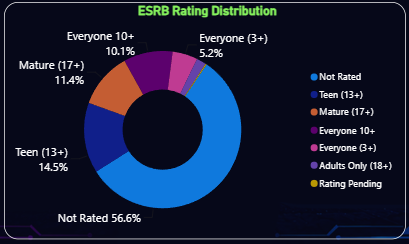 ESRB Rating Distribution
Everyone 10+
10.1%
Everyone (3+)
5.2%
Mature (17+)
11.4%
Teen (13+)
14.5%
Not Rated 56.6%
Not Rated
Teen (13+)
Mature (17+)
Everyone 10+
Everyone (3+)
Adults Only (18+)
Rating Pending